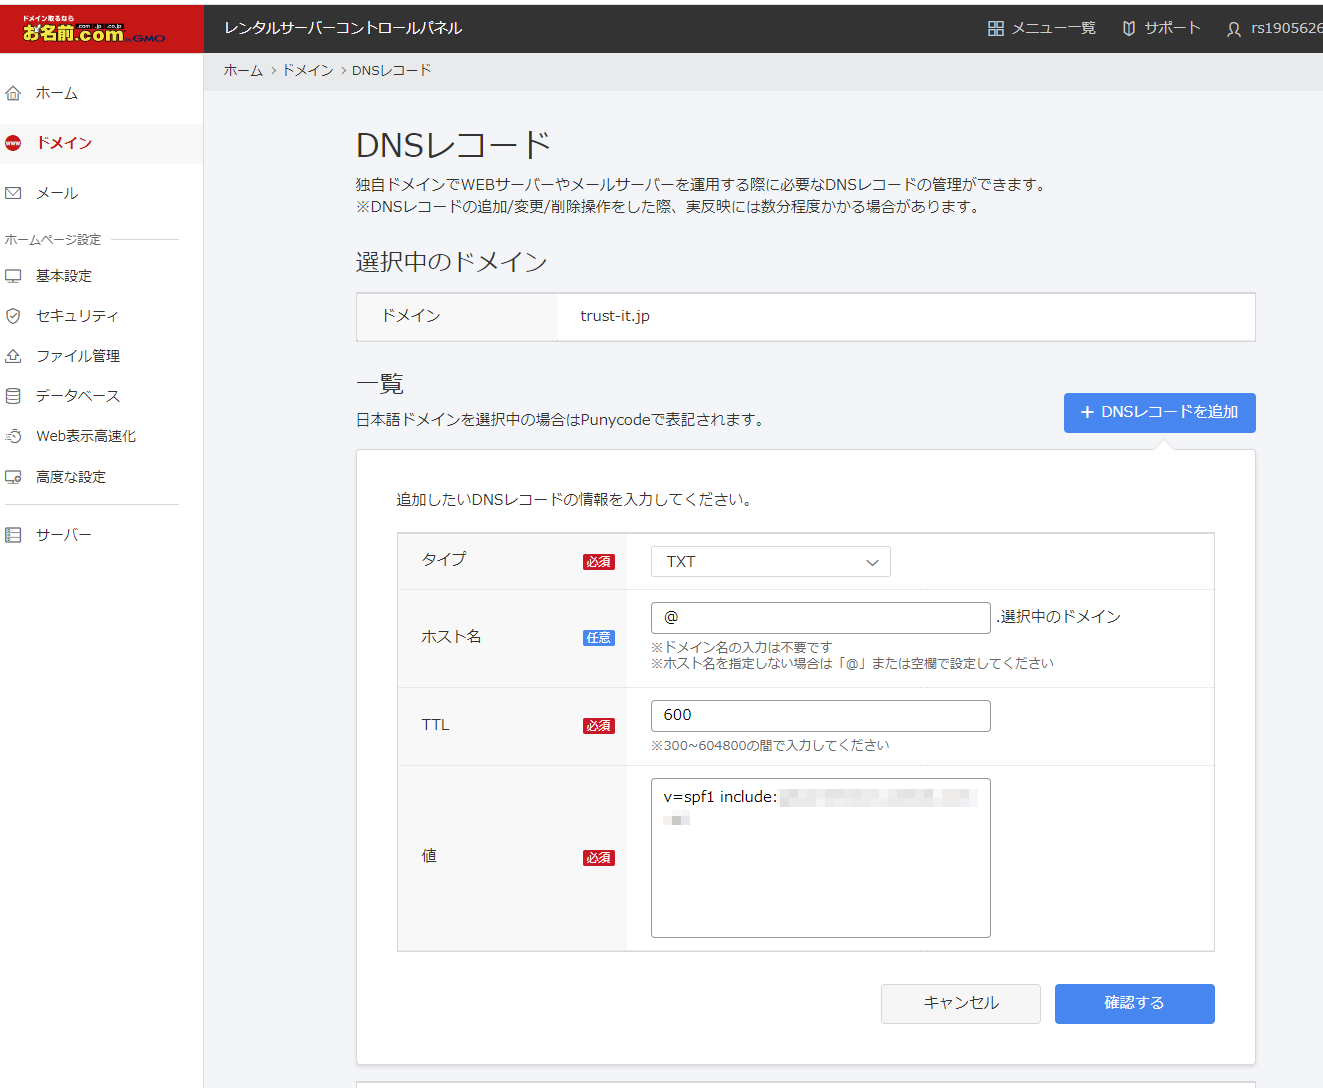 ドメイン取るなら .com .jp .co.jp
お名前.com by GMO
レンタルサーバーコントロールパネル
メニュー一覧
サポート
rs1905626
ホーム
ドメイン
メール
ホームページ設定
基本設定
セキュリティ
ファイル管理
データベース
Web表示高速化
高度な設定
サーバー
ホーム > ドメイン > DNSレコード
DNSレコード
独自ドメインでWEBサーバーやメールサーバーを運用する際に必要なDNSレコードの管理ができます。
※DNSレコードの追加/変更/削除操作をした際、実反映には数分程度かかる場合があります。
選択中のドメイン
ドメイン trust-it.jp
一覧
日本語ドメインを選択中の場合はPunycodeで表記されます。
+ DNSレコードを追加
追加したいDNSレコードの情報を入力してください。
タイプ 必須 TXT
ホスト名 任意 @ .選択中のドメイン
※ドメイン名の入力は不要です
※ホスト名を指定しない場合は「@」または空欄で設定してください
TTL 必須 600
※300~604800の間で入力してください
値 必須 v=spf1 include:
キャンセル
確認する